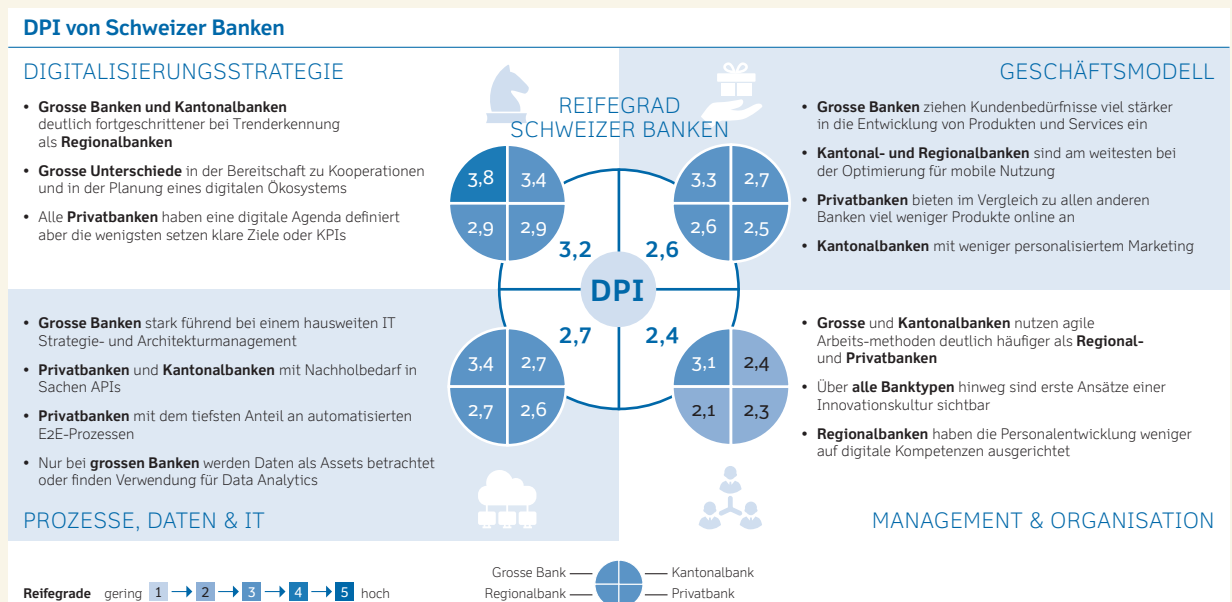 DPI von Schweizer Banken
DIGITALISIERUNGSSTRATEGIE
• Grosse Banken und Kantonalbanken
deutlich fortgeschrittener bei Trenderkennung
als Regionalbanken
• Grosse Unterschiede in der Bereitschaft zu Kooperationen
und in der Planung eines digitalen Ökosystems
• Alle Privatbanken haben eine digitale Agenda definiert
aber die wenigsten setzen klare Ziele oder KPIs
REIFEGRAD
SCHWEIZER BANKEN
3,8 3,4
2,9 2,9
3,2
3,3 2,7
2,6 2,5
2,6
GESCHÄFTSMODELL
• Grosse Banken ziehen Kundenbedürfnisse viel stärker
in die Entwicklung von Produkten und Services ein
• Kantonal- und Regionalbanken sind am weitesten bei
der Optimierung für mobile Nutzung
• Privatbanken bieten im Vergleich zu allen anderen
Banken viel weniger Produkte online an
• Kantonalbanken mit weniger personalisiertem Marketing
DPI
• Grosse Banken stark führend bei einem hausweiten IT
Strategie- und Architekturmanagement
• Privatbanken und Kantonalbanken mit Nachholbedarf in
Sachen APIs
• Privatbanken mit dem tiefsten Anteil an automatisierten
E2E-Prozessen
• Nur bei grossen Banken werden Daten als Assets betrachtet
oder finden Verwendung für Data Analytics
PROZESSE, DATEN & IT
2,7
3,4 2,7
2,7 2,6
2,4
3,1 2,4
2,1 2,3
• Grosse und Kantonalbanken nutzen agile
Arbeits-methoden deutlich häufiger als Regional-
und Privatbanken
• Über alle Banktypen hinweg sind erste Ansätze einer
Innovationskultur sichtbar
• Regionalbanken haben die Personalentwicklung weniger
auf digitale Kompetenzen ausgerichtet
MANAGEMENT & ORGANISATION
Reifegrade gering 1 → 2 → 3 → 4 → 5 hoch
Grosse Bank Kantonalbank
Regionalbank Privatbank